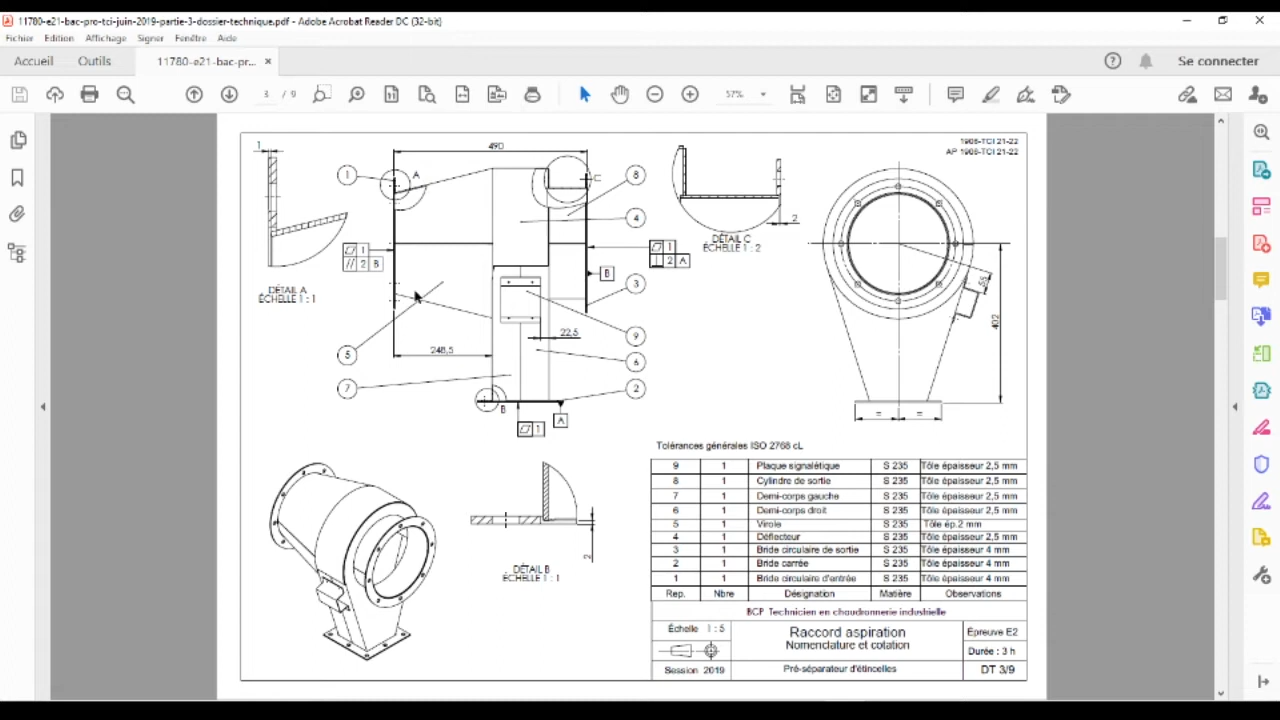 11780-e21-bac-pro-tci-juin-2019-partie-3-dossier-technique.pdf - Adobe Acrobat Reader DC (32-bit)
Fichier Edition Affichage Signer Fenêtre Aide
Accueil Outils 11780-e21-bac-pr... × Se connecter
3 / 9 57%
1906-TCI 21-22
AP 1906-TCI 21-22
1
490
1
A
C
8
4
2
DÉTAIL C
ÉCHELLE 1 : 2
1
2 B
1
2 A
B
3
DÉTAIL A
ÉCHELLE 1 : 1
55
402
22,5
9
248,5
5
6
7
2
B
A
1
= =
Tolérances générales ISO 2768 cL
9 1 Plaque signalétique S 235 Tôle épaisseur 2,5 mm
8 1 Cylindre de sortie S 235 Tôle épaisseur 2,5 mm
7 1 Demi-corps gauche S 235 Tôle épaisseur 2,5 mm
6 1 Demi-corps droit S 235 Tôle épaisseur 2,5 mm
5 1 Virole S 235 Tôle ép.2 mm
4 1 Déflecteur S 235 Tôle épaisseur 2,5 mm
3 1 Bride circulaire de sortie S 235 Tôle épaisseur 4 mm
2 1 Bride carrée S 235 Tôle épaisseur 4 mm
1 1 Bride circulaire d'entrée S 235 Tôle épaisseur 4 mm
Rep. Nbre Désignation Matière Observations
2
DÉTAIL B
ÉCHELLE 1 : 1
BCP Technicien en chaudronnerie industrielle
Échelle 1 : 5
Raccord aspiration
Nomenclature et cotation
Épreuve E2
Durée : 3 h
Session 2019
Pré-séparateur d'étincelles
DT 3/9